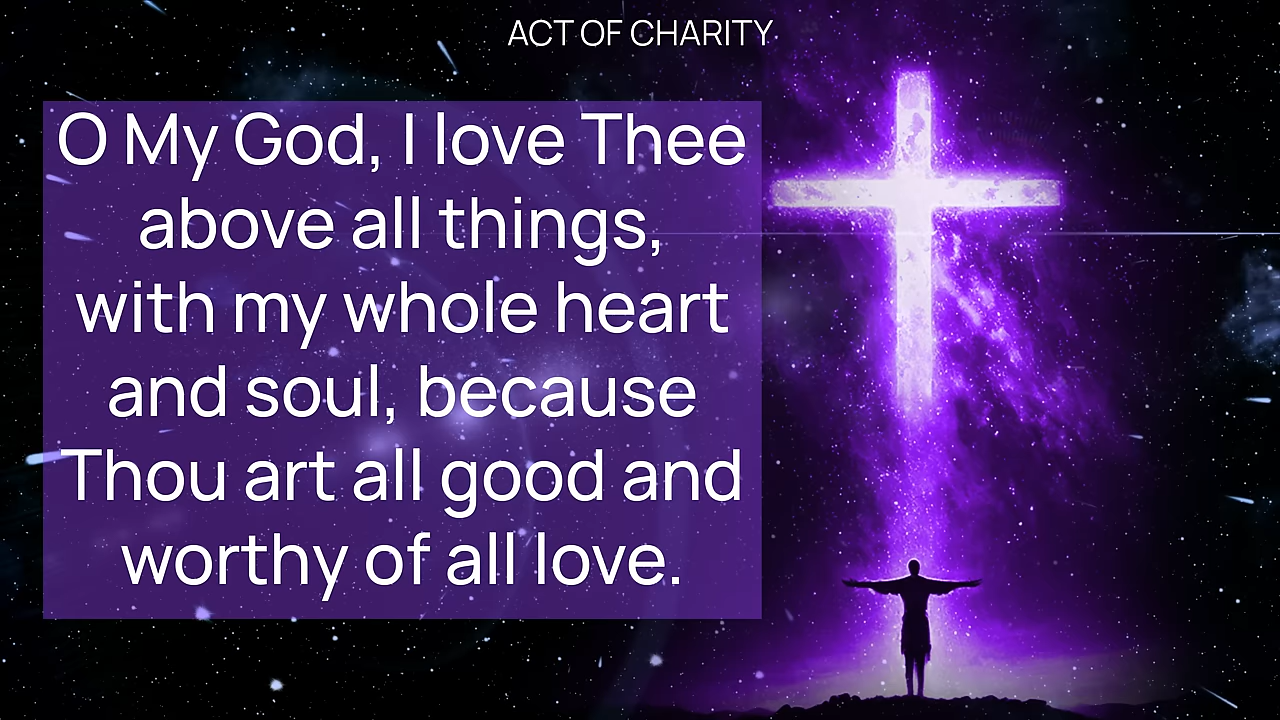 ACT OF CHARITY
O My God, I love Thee
above all things,
with my whole heart
and soul, because
Thou art all good and
worthy of all love.